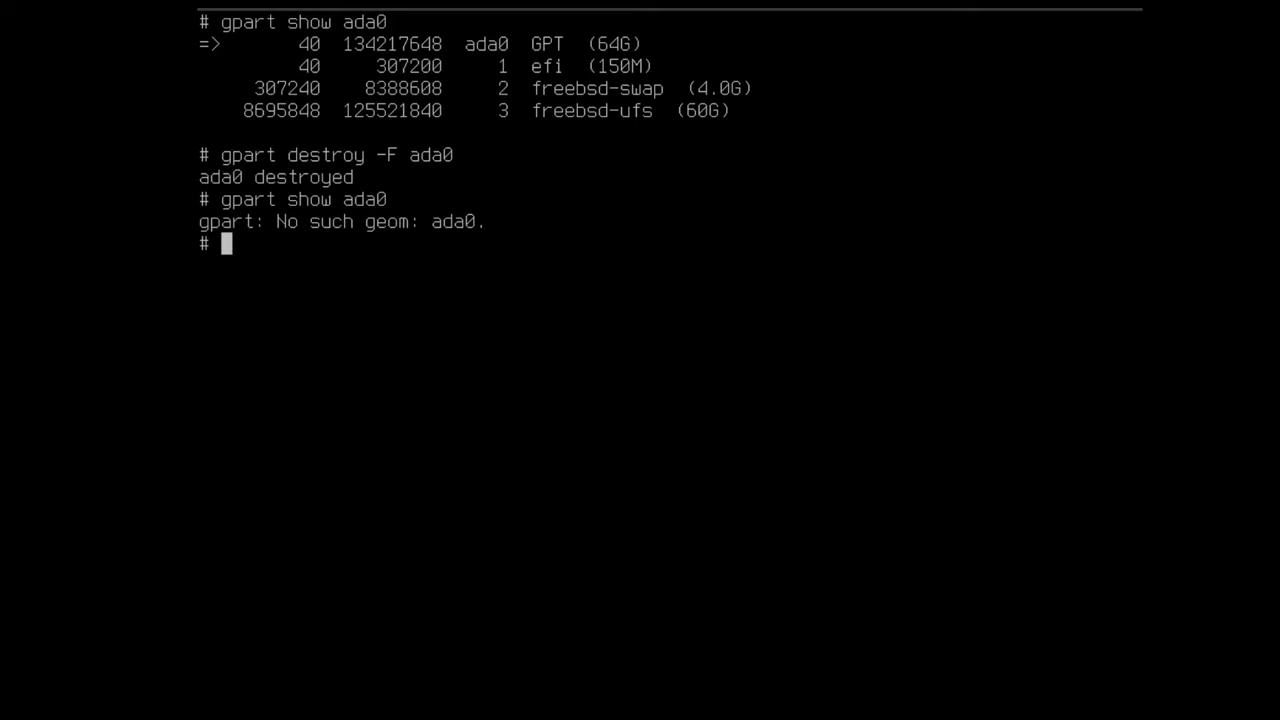 # gpart show ada0
=>       40  134217648  ada0  GPT  (64G)
         40     307200     1  efi  (150M)
     307240    8388608     2  freebsd-swap  (4.0G)
    8695848  125521840     3  freebsd-ufs  (60G)
# gpart destroy -F ada0
ada0 destroyed
# gpart show ada0
gpart: No such geom: ada0.
#